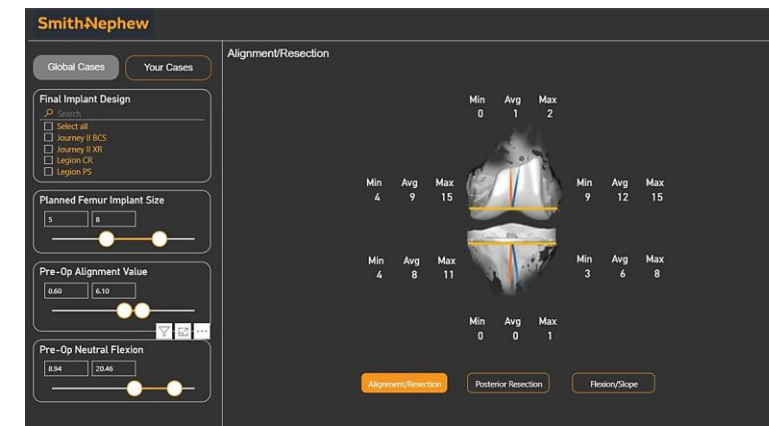 Smith+Nephew
Global Cases
Your Cases
Final Implant Design
Search
Select all
Journey II BCS
Journey II XR
Legion CR
Legion PS
Planned Femur Implant Size
5 8
Pre-Op Alignment Value
0.60 6.10
Pre-Op Neutral Flexion
8.94 20.46
Alignment/Resection
Min Avg Max
0 1 2
Min Avg Max
4 9 15
Min Avg Max
9 12 15
Min Avg Max
4 8 11
Min Avg Max
3 6 8
Min Avg Max
0 0 1
Alignment/Resection
Posterior Resection
Flexion/Slope